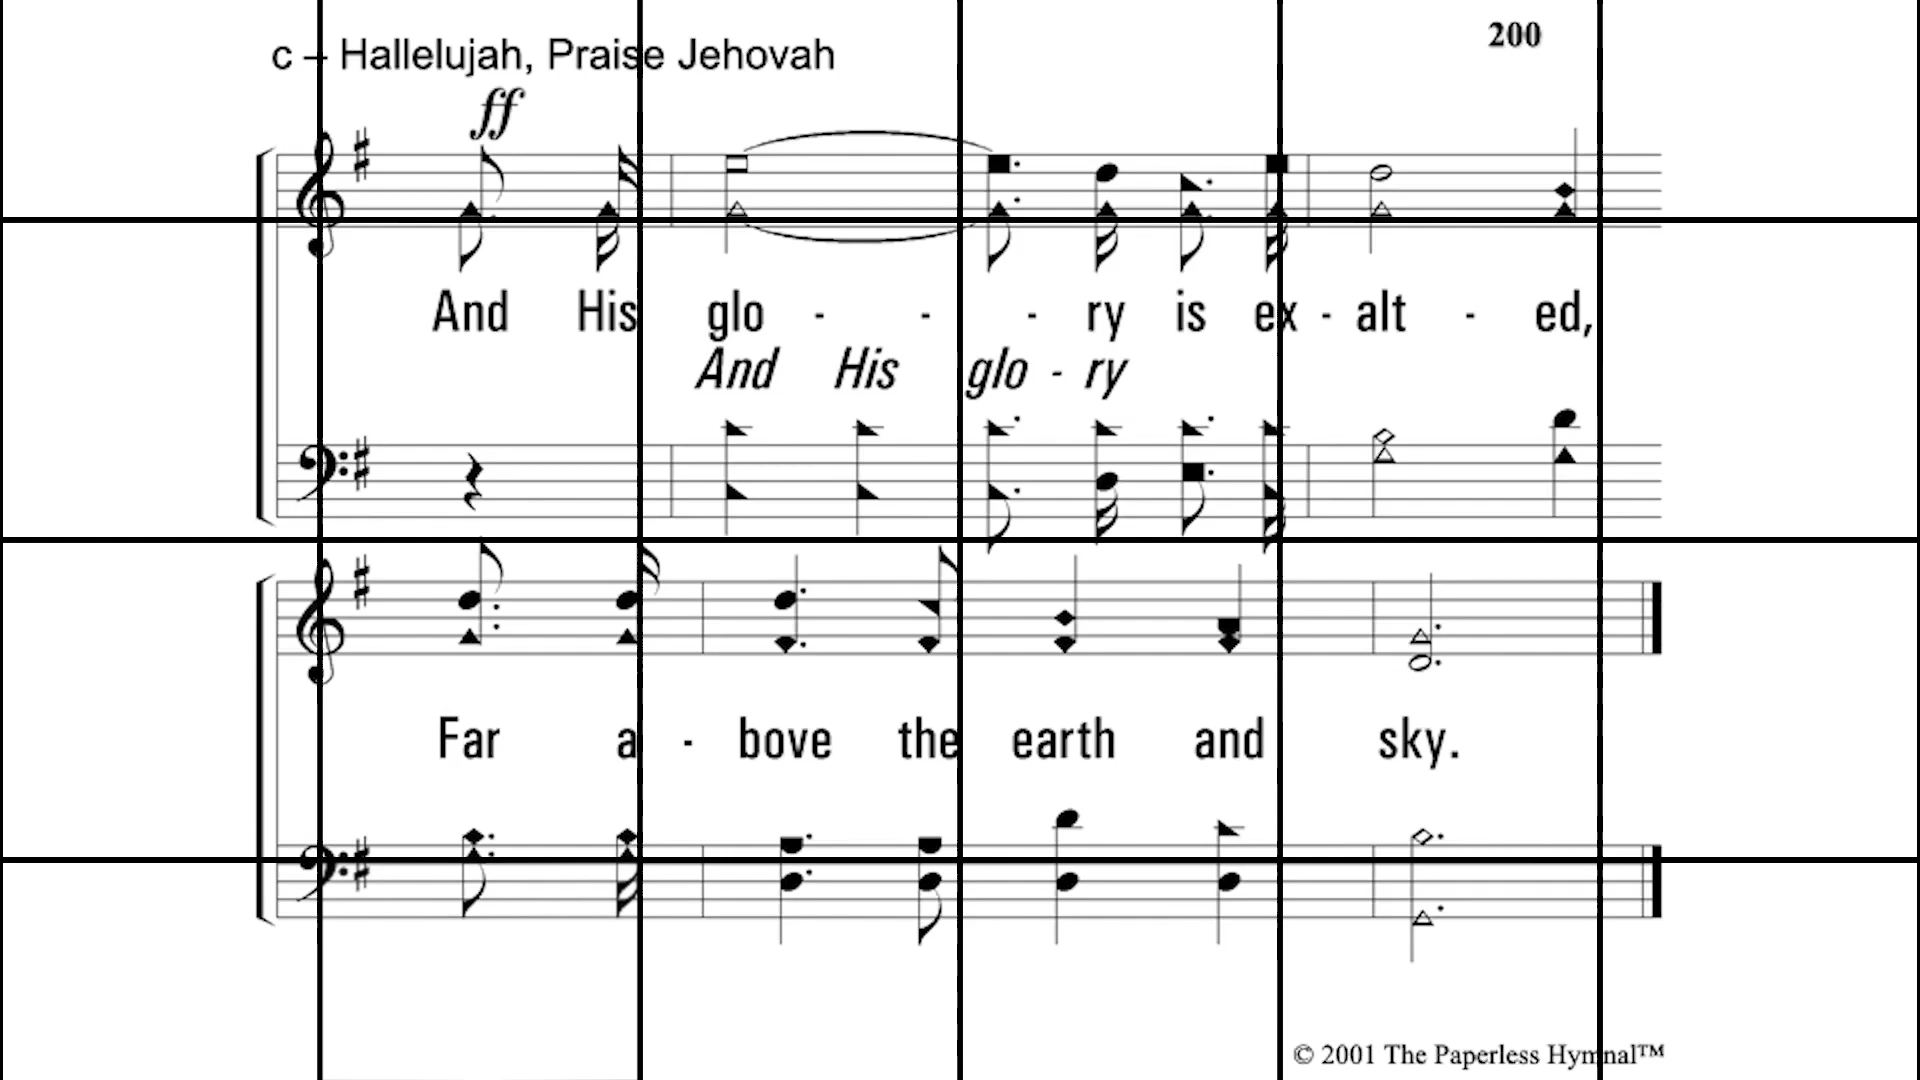 200
c – Hallelujah, Praise Jehovah
ff
And His glo - - - ry is ex - alt - ed,
And His glo - ry
Far a - bove the earth and sky.
© 2001 The Paperless Hymnal™